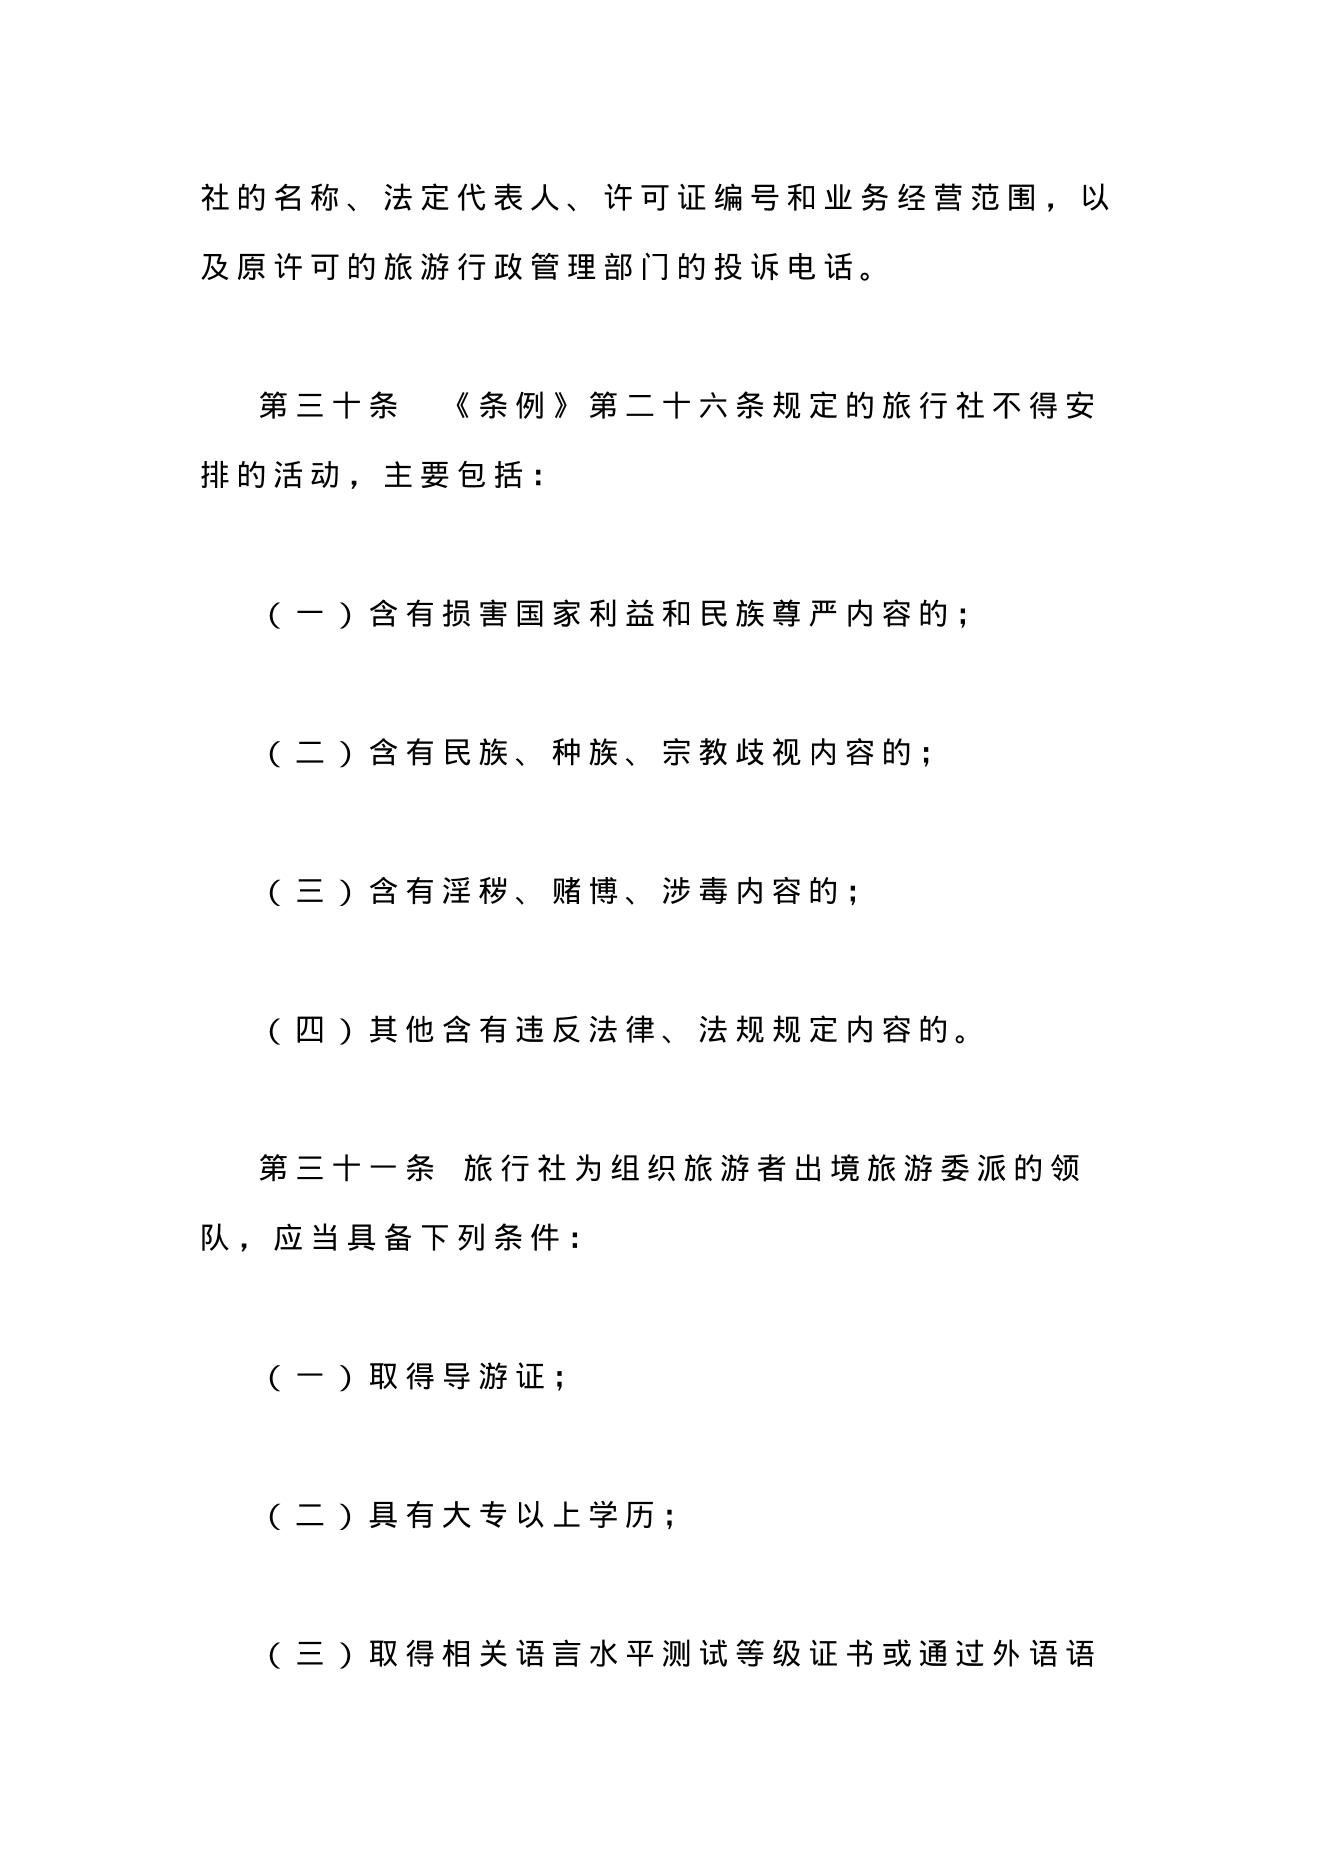 社的名称、法定代表人、许可证编号和业务经营范围，以
及原许可的旅游行政管理部门的投诉电话。
第三十条　《条例》第二十六条规定的旅行社不得安
排的活动，主要包括：
（一）含有损害国家利益和民族尊严内容的；
（二）含有民族、种族、宗教歧视内容的；
（三）含有淫秽、赌博、涉毒内容的；
（四）其他含有违反法律、法规规定内容的。
第三十一条 旅行社为组织旅游者出境旅游委派的领
队，应当具备下列条件：
（一）取得导游证；
（二）具有大专以上学历；
（三）取得相关语言水平测试等级证书或通过外语语